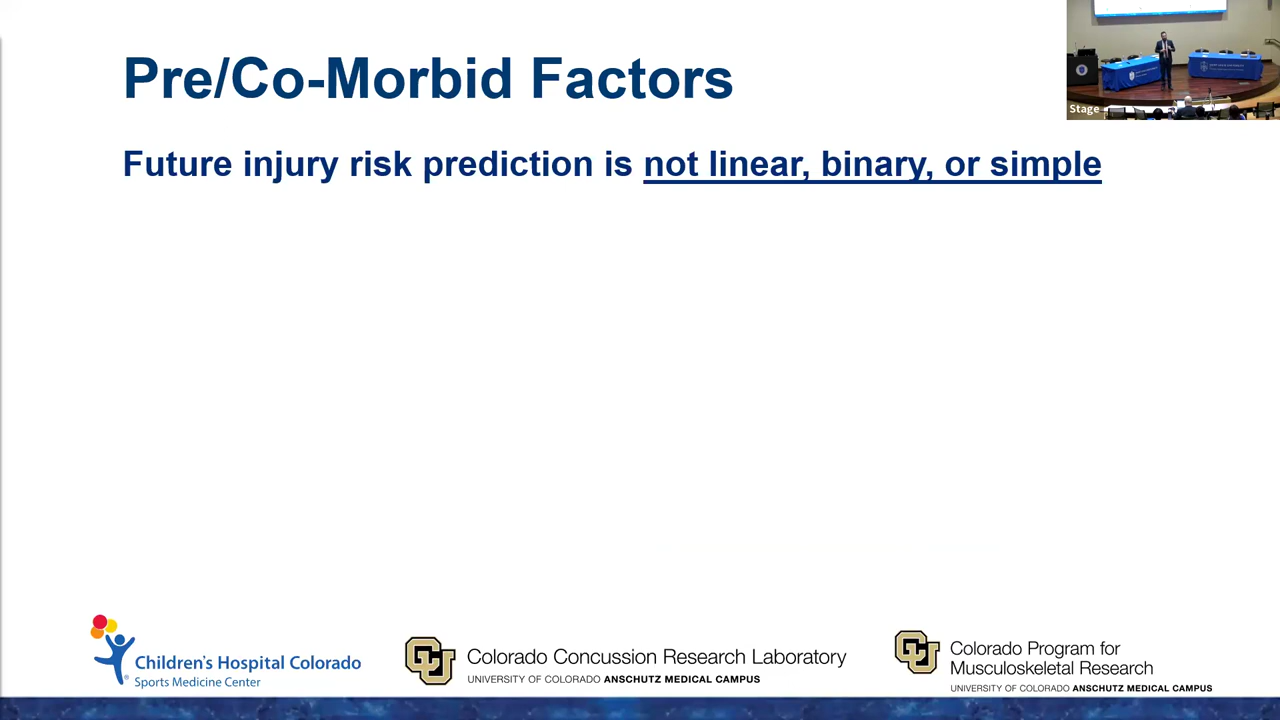 Pre/Co-Morbid Factors
Future injury risk prediction is not linear, binary, or simple
Stage
Children's Hospital Colorado
Sports Medicine Center
Colorado Concussion Research Laboratory
UNIVERSITY OF COLORADO ANSCHUTZ MEDICAL CAMPUS
Colorado Program for
Musculoskeletal Research
UNIVERSITY OF COLORADO ANSCHUTZ MEDICAL CAMPUS